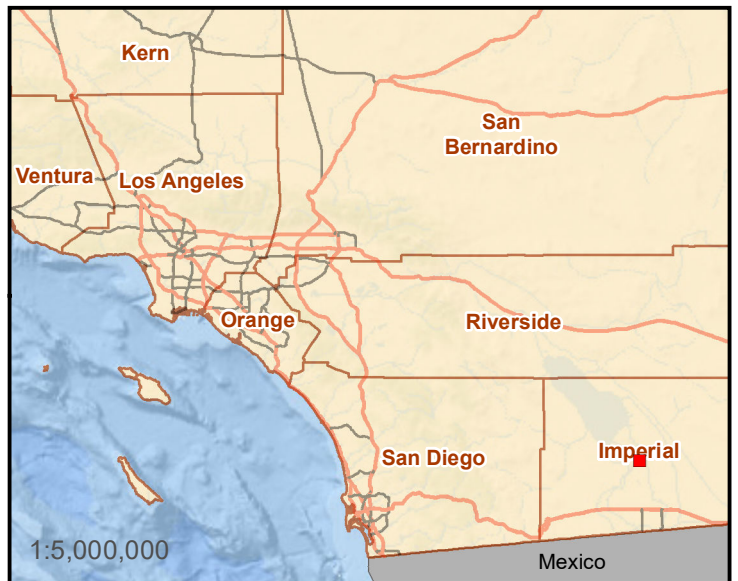 Kern
San
Bernardino
Ventura
Los Angeles
Orange
Riverside
San Diego
Imperial
1:5,000,000
Mexico